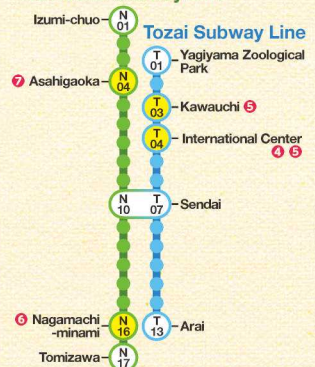 Izumi-chuo
N
01
Tozai Subway Line
T
01
Yagiyama Zoological
Park
7 Asahigaoka
N
04
T
03
Kawauchi 5
T
04
International Center
4 5
N
10
T
07
Sendai
6 Nagamachi
-minami
N
16
T
13
Arai
Tomizawa
N
17